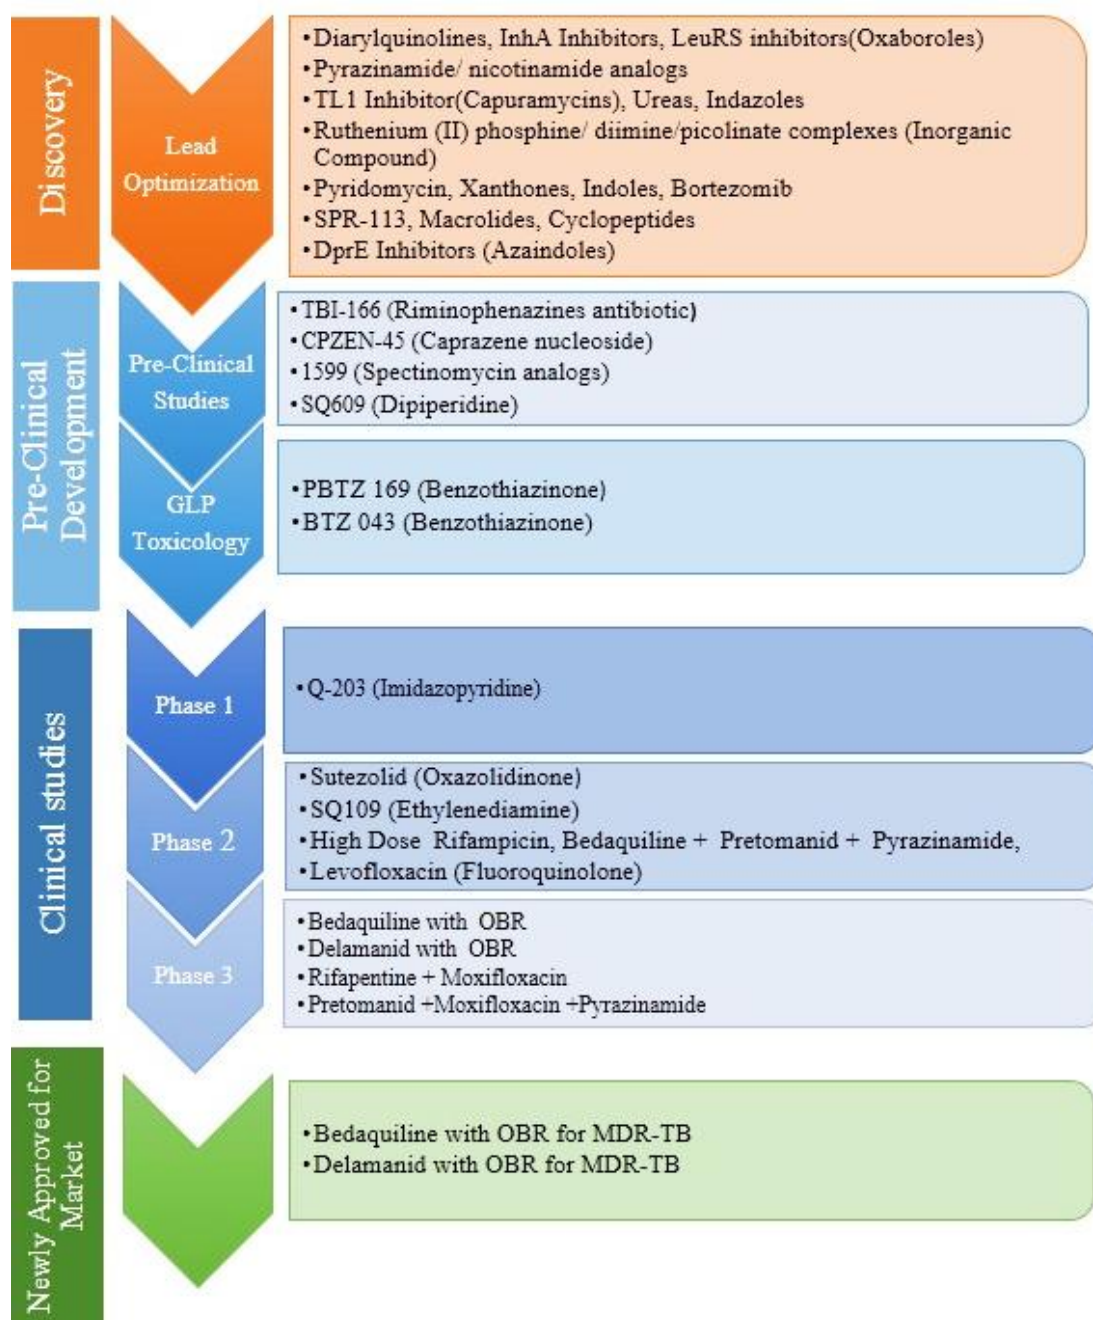 Discovery
Lead
Optimization
•Diarylquinolines, InhA Inhibitors, LeuRS inhibitors(Oxaboroles)
•Pyrazinamide/ nicotinamide analogs
•TL1 Inhibitor(Capuramycins), Ureas, Indazoles
•Ruthenium (II) phosphine/ diimine/picolinate complexes (Inorganic
Compound)
•Pyridomycin, Xanthones, Indoles, Bortezomib
•SPR-113, Macrolides, Cyclopeptides
•DprE Inhibitors (Azaindoles)
Pre-Clinical
Development
Pre-Clinical
Studies
•TBI-166 (Riminophenazines antibiotic)
•CPZEN-45 (Caprazene nucleoside)
•1599 (Spectinomycin analogs)
•SQ609 (Dipiperidine)
GLP
Toxicology
•PBTZ 169 (Benzothiazinone)
•BTZ 043 (Benzothiazinone)
Clinical studies
Phase 1
•Q-203 (Imidazopyridine)
Phase 2
•Sutezolid (Oxazolidinone)
•SQ109 (Ethylenediamine)
•High Dose Rifampicin, Bedaquiline + Pretomanid + Pyrazinamide,
•Levofloxacin (Fluoroquinolone)
Phase 3
•Bedaquiline with OBR
•Delamanid with OBR
•Rifapentine + Moxifloxacin
•Pretomanid +Moxifloxacin +Pyrazinamide
Newly Approved for
Market
•Bedaquiline with OBR for MDR-TB
•Delamanid with OBR for MDR-TB